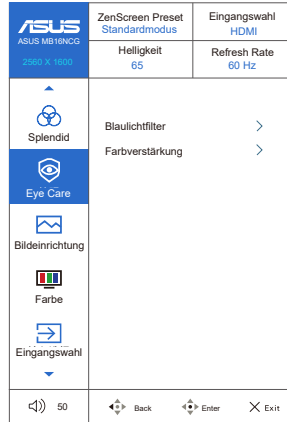 ASUS
ASUS MB16NCG
2560 X 1600
ZenScreen Preset
Standardmodus
Eingangswahl
HDMI
Helligkeit
65
Refresh Rate
60 Hz
Splendid
Eye Care
Bildeinrichtung
Farbe
Eingangswahl
Blaulichtfilter
Farbverstärkung
50
Back
Enter
Exit